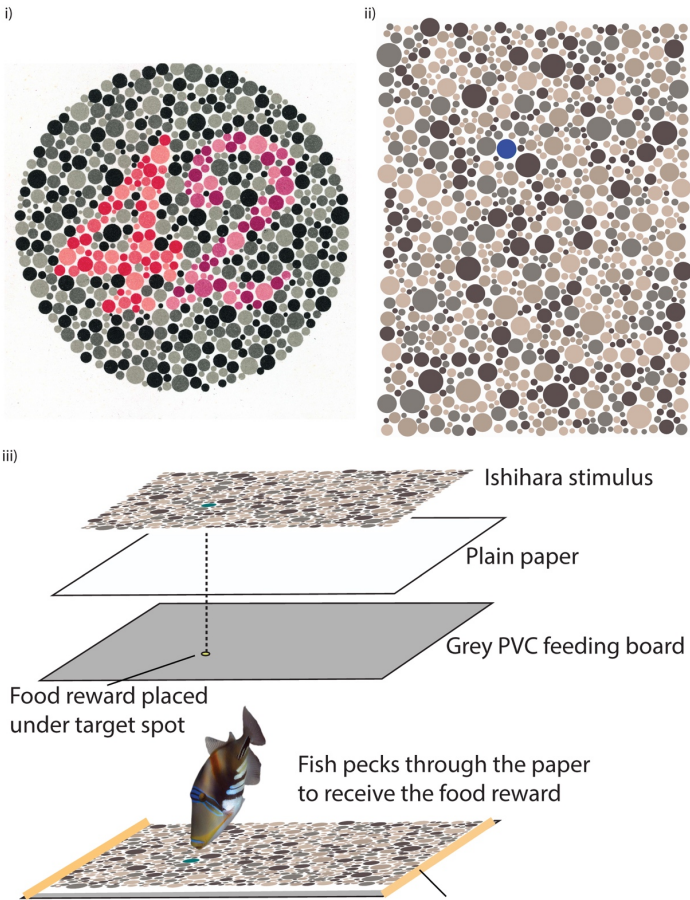 i)
ii)
42
iii)
Ishihara stimulus
Plain paper
Grey PVC feeding board
Food reward placed
under target spot
Fish pecks through the paper
to receive the food reward